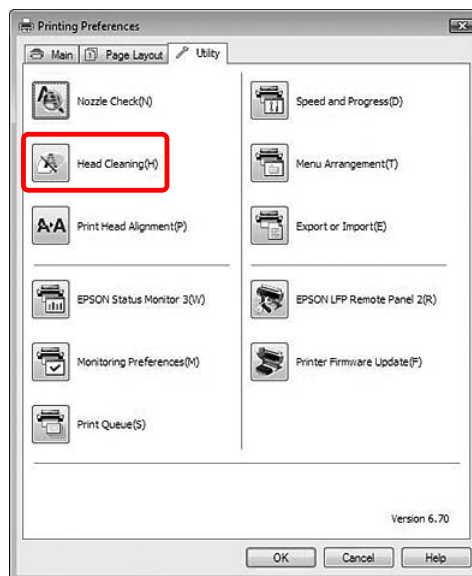 Printing Preferences
Main
Page Layout
Utility
Nozzle Check(N)
Speed and Progress(D)
Head Cleaning(H)
Menu Arrangement(T)
Print Head Alignment(P)
Export or Import(E)
EPSON Status Monitor 3(W)
EPSON LFP Remote Panel 2(R)
Monitoring Preferences(M)
Printer Firmware Update(F)
Print Queue(S)
Version 6.70
OK
Cancel
Help